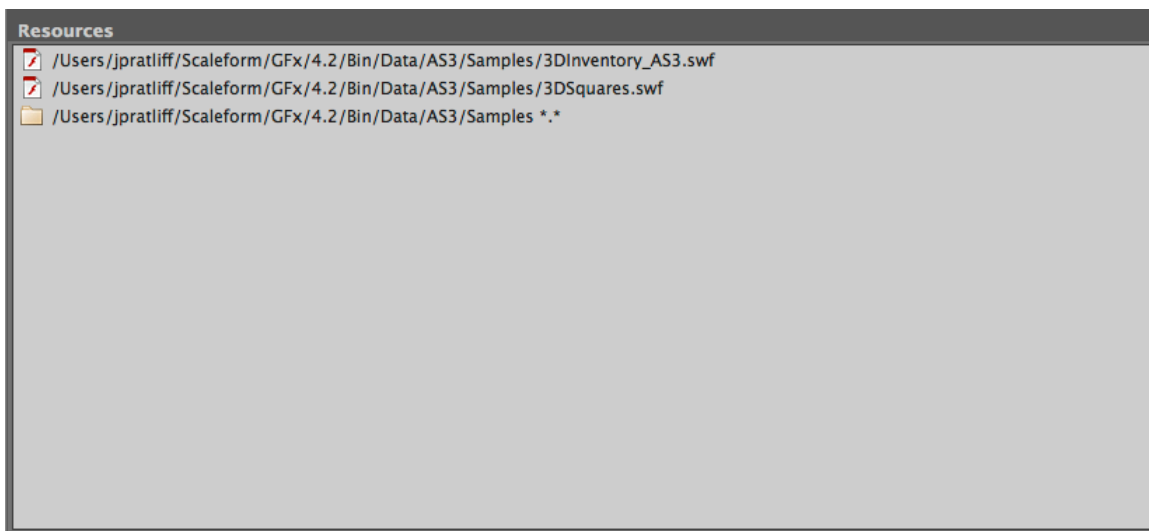 Resources
/Users/jpratliff/Scaleform/GFx/4.2/Bin/Data/AS3/Samples/3DInventory_AS3.swf
/Users/jpratliff/Scaleform/GFx/4.2/Bin/Data/AS3/Samples/3DSquares.swf
/Users/jpratliff/Scaleform/GFx/4.2/Bin/Data/AS3/Samples *.*